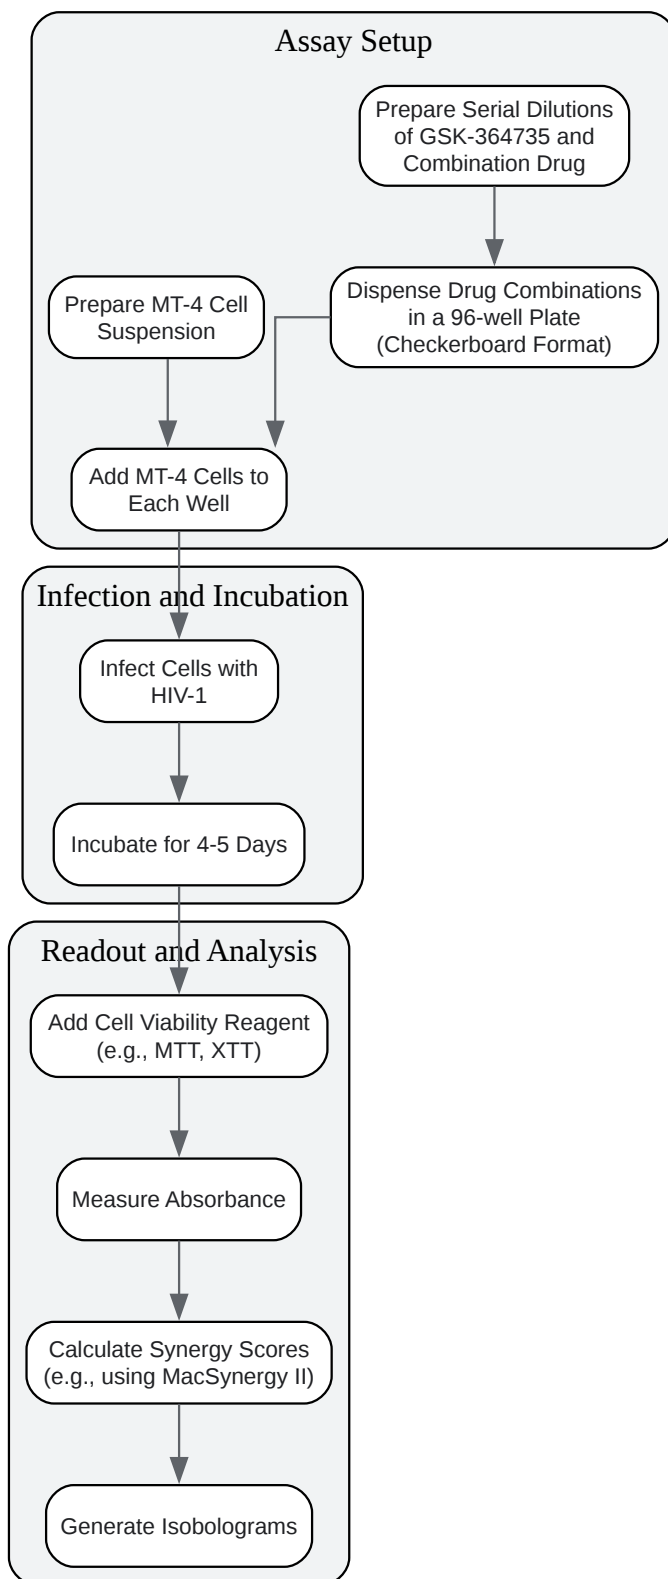 Assay Setup
Prepare Serial Dilutions
of GSK-364735 and
Combination Drug
Prepare MT-4 Cell
Suspension
Dispense Drug Combinations
in a 96-well Plate
(Checkerboard Format)
Add MT-4 Cells to
Each Well
Infection and Incubation
Infect Cells with
HIV-1
Incubate for 4-5 Days
Readout and Analysis
Add Cell Viability Reagent
(e.g., MTT, XTT)
Measure Absorbance
Calculate Synergy Scores
(e.g., using MacSynergy II)
Generate Isobolograms